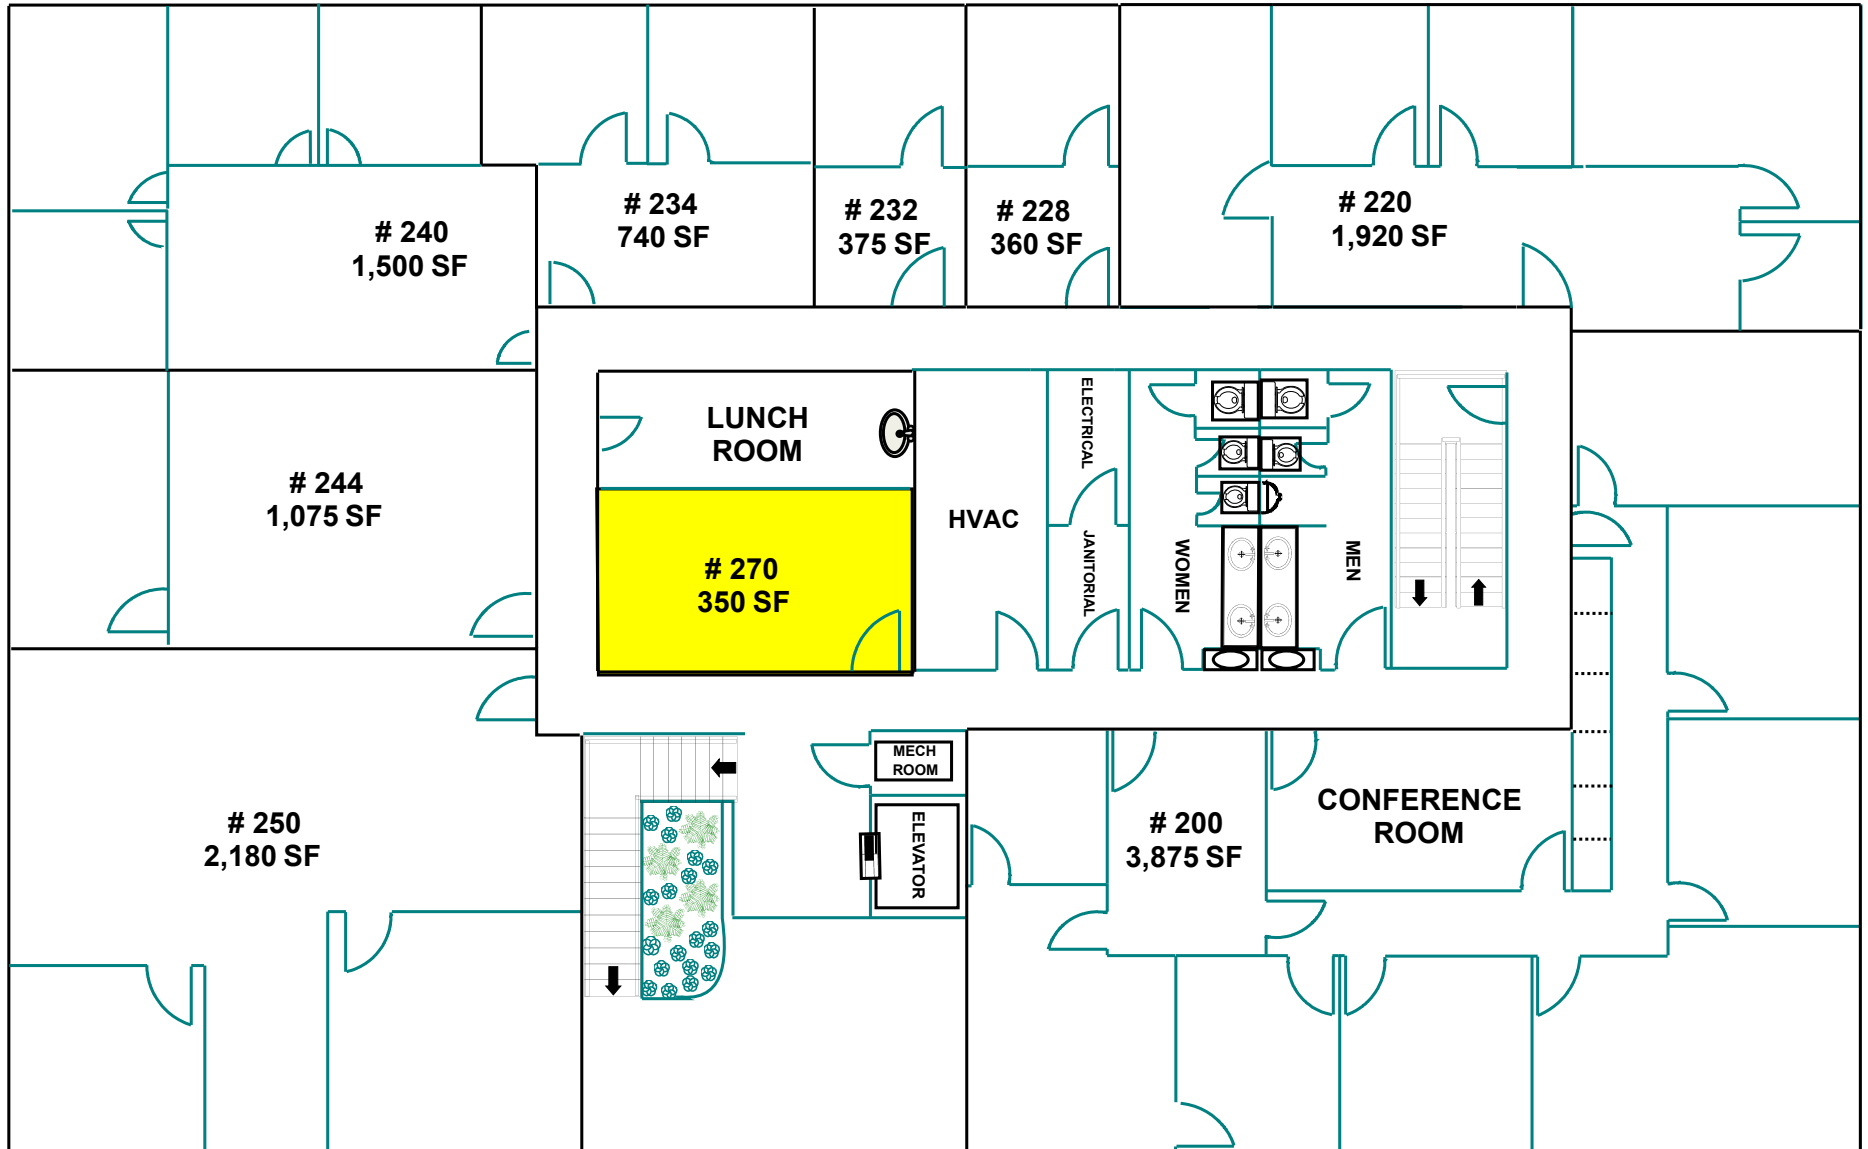 # 240
1,500 SF
# 234
740 SF
# 232
375 SF
# 228
360 SF
# 220
1,920 SF
# 244
1,075 SF
LUNCH
ROOM
# 270
350 SF
HVAC
ELECTRICAL
JANITORIAL
WOMEN
MEN
# 250
2,180 SF
MECH
ROOM
ELEVATOR
# 200
3,875 SF
CONFERENCE
ROOM